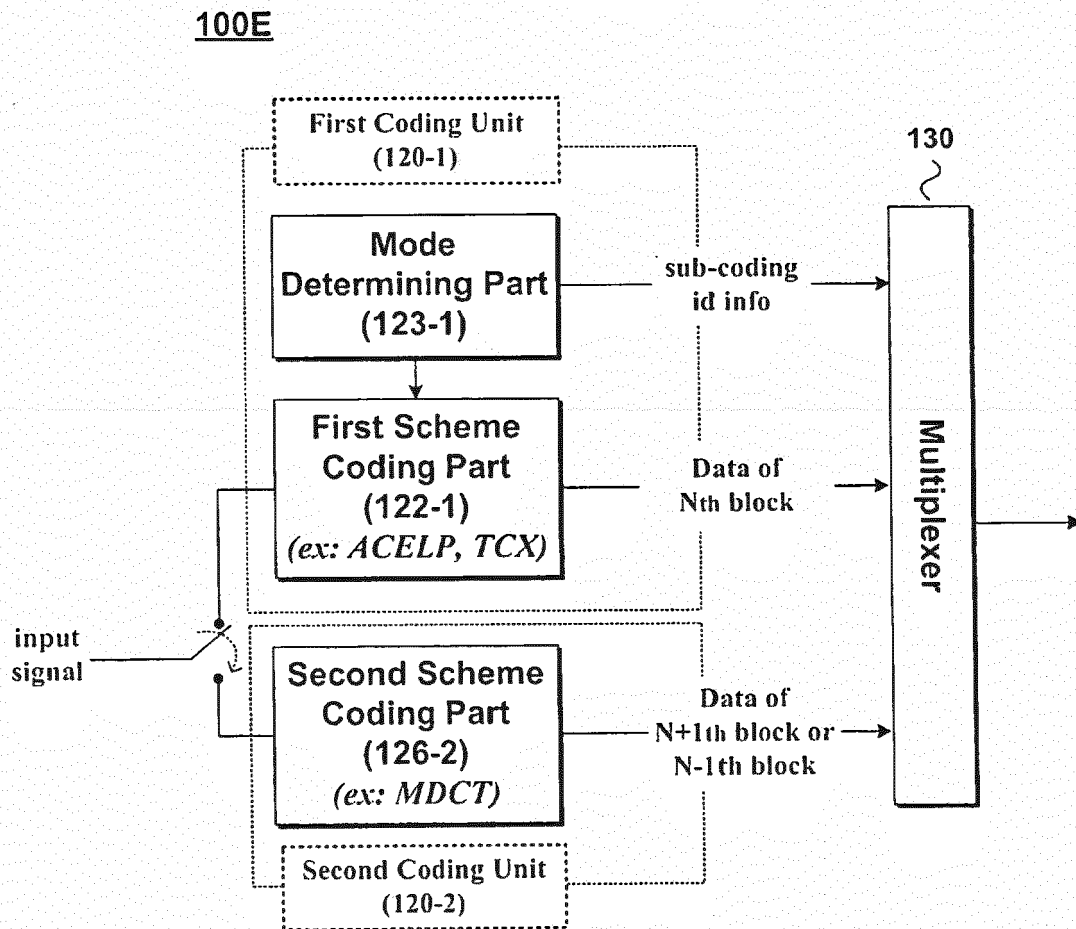 100E
First Coding Unit
(120-1)
130
Mode
Determining Part
(123-1)
sub-coding
id info
First Scheme
Coding Part
(122-1)
(ex: ACELP, TCX)
Data of
Nth block
Multiplexer
input
signal
Second Scheme
Coding Part
(126-2)
(ex: MDCT)
Data of
N+1th block or
N-1th block
Second Coding Unit
(120-2)